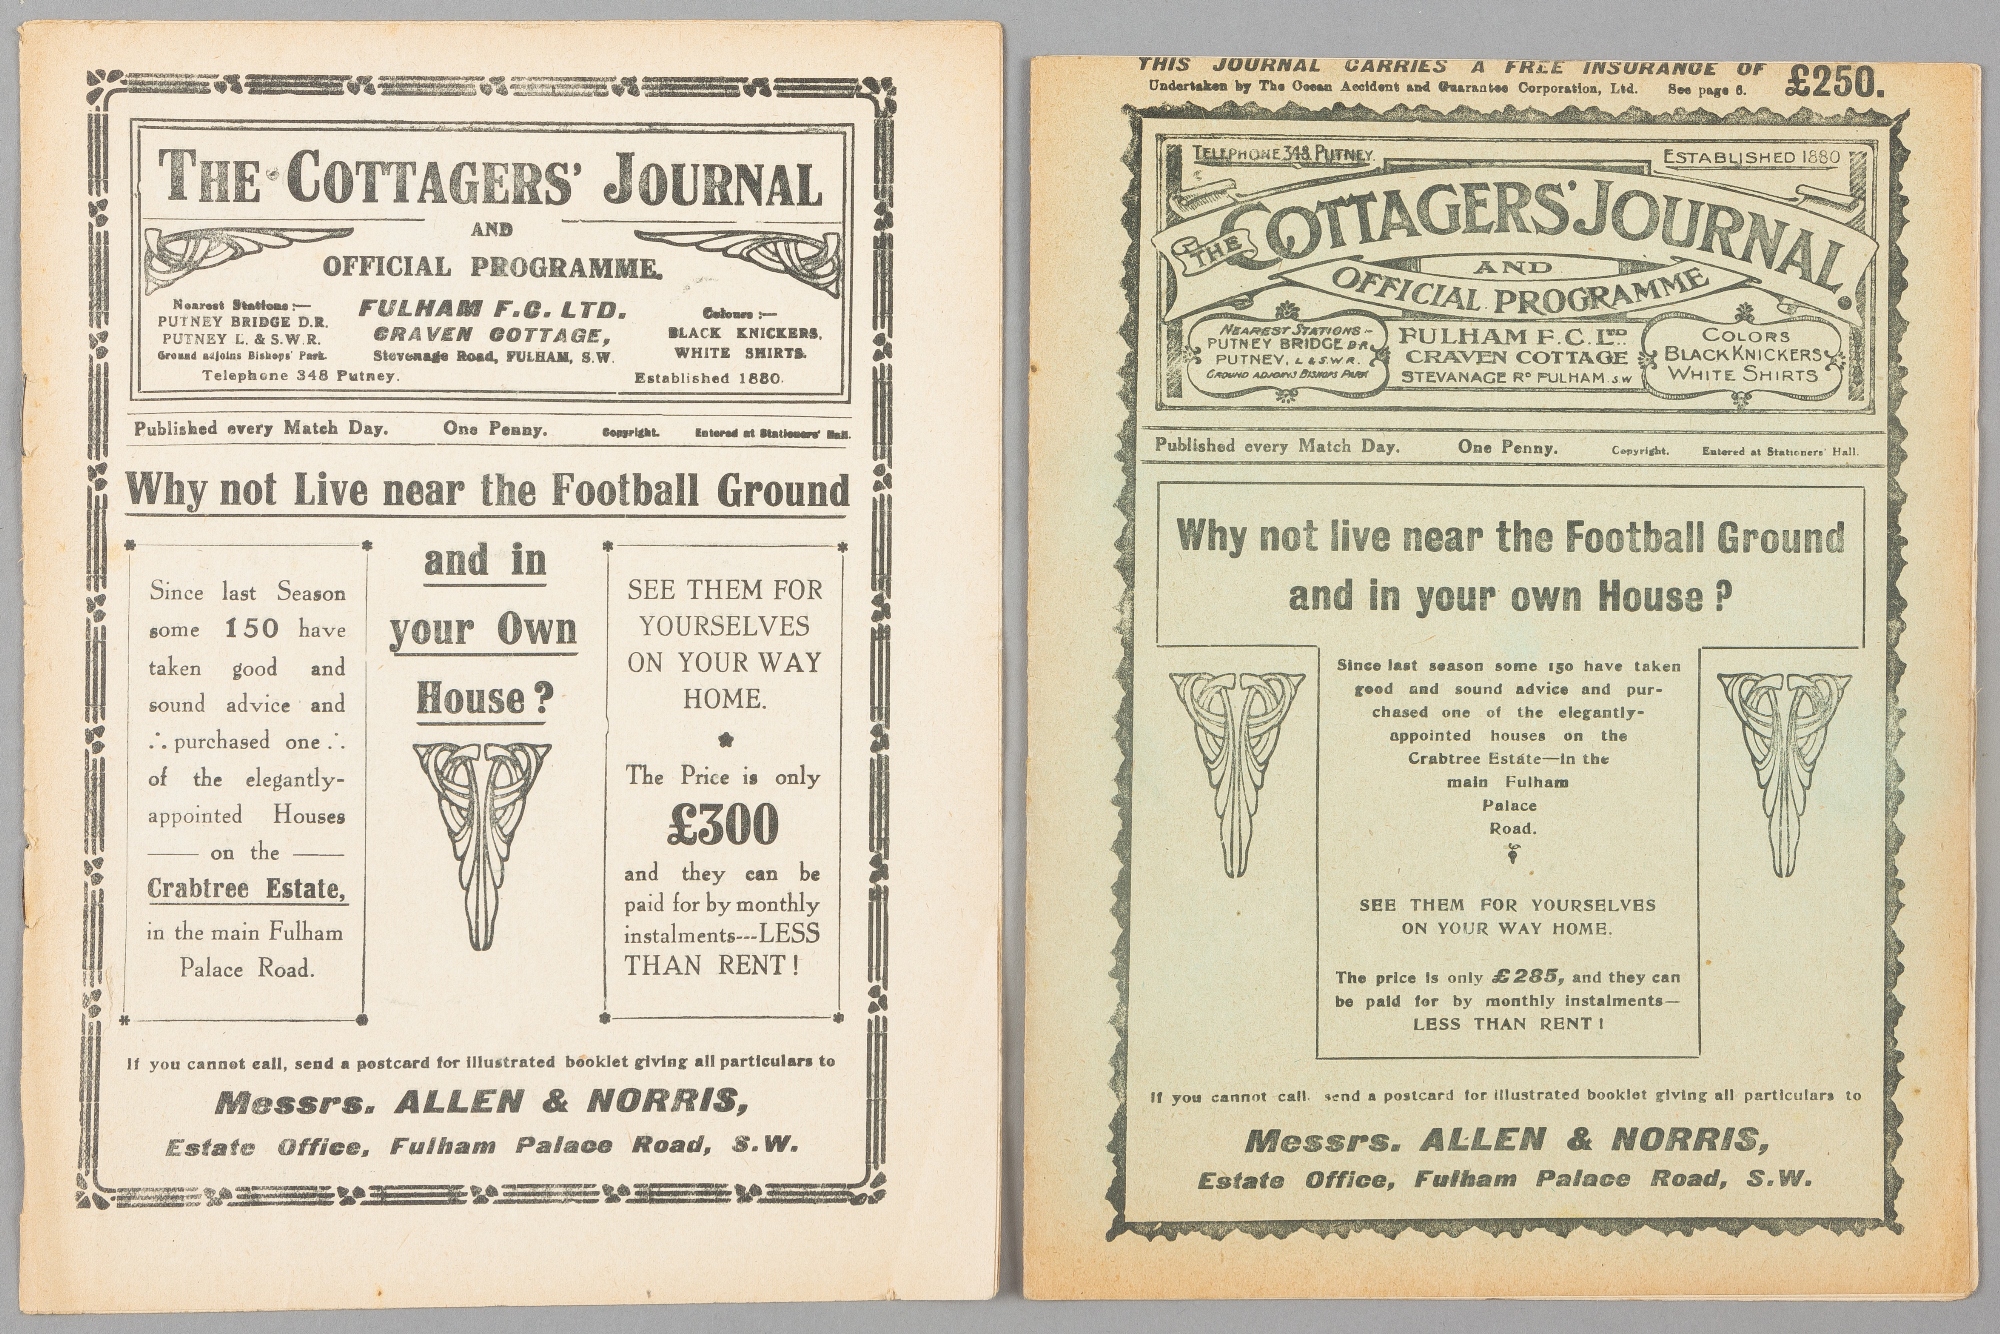 THE COTTAGERS' JOURNAL
AND
OFFICIAL PROGRAMME.
Nearest Stations :—
PUTNEY BRIDGE D.R.
PUTNEY L. & S.W.R.
Ground adjoins Bishops' Park.
FULHAM F.C. LTD.
CRAVEN COTTAGE,
Stevenage Road, FULHAM, S.W.
Colours :—
BLACK KNICKERS,
WHITE SHIRTS.
Telephone 348 Putney.
Established 1880.
Published every Match Day. One Penny. Copyright. Entered at Stationers' Hall.
Why not Live near the Football Ground
and in
your Own
House?
Since last Season
some 150 have
taken good and
sound advice and
∴ purchased one ∴
of the elegantly-
appointed Houses
—— on the ——
Crabtree Estate,
in the main Fulham
Palace Road.
SEE THEM FOR
YOURSELVES
ON YOUR WAY
HOME.
The Price is only
£300
and they can be
paid for by monthly
instalments---LESS
THAN RENT!
If you cannot call, send a postcard for illustrated booklet giving all particulars to
Messrs. ALLEN & NORRIS,
Estate Office, Fulham Palace Road, S.W.
THIS JOURNAL CARRIES A FREE INSURANCE OF £250.
Undertaken by The Ocean Accident and Guarantee Corporation, Ltd. See page 6.
TELEPHONE 348 PUTNEY.
ESTABLISHED 1880
THE COTTAGERS' JOURNAL.
AND
OFFICIAL PROGRAMME
NEAREST STATIONS –
PUTNEY BRIDGE D.R.
PUTNEY, L. & S.W.R.
GROUND ADJOINS BISHOPS PARK
FULHAM F.C. LTD.
CRAVEN COTTAGE
STEVANAGE RD FULHAM. S.W
COLORS
BLACK KNICKERS
WHITE SHIRTS
Published every Match Day. One Penny. Copyright. Entered at Stationers' Hall.
Why not live near the Football Ground
and in your own House?
Since last season some 150 have taken
good and sound advice and pur-
chased one of the elegantly-
appointed houses on the
Crabtree Estate—in the
main Fulham
Palace
Road.
SEE THEM FOR YOURSELVES
ON YOUR WAY HOME.
The price is only £285, and they can
be paid for by monthly instalments—
LESS THAN RENT!
If you cannot call, send a postcard for illustrated booklet giving all particulars to
Messrs. ALLEN & NORRIS,
Estate Office, Fulham Palace Road, S.W.